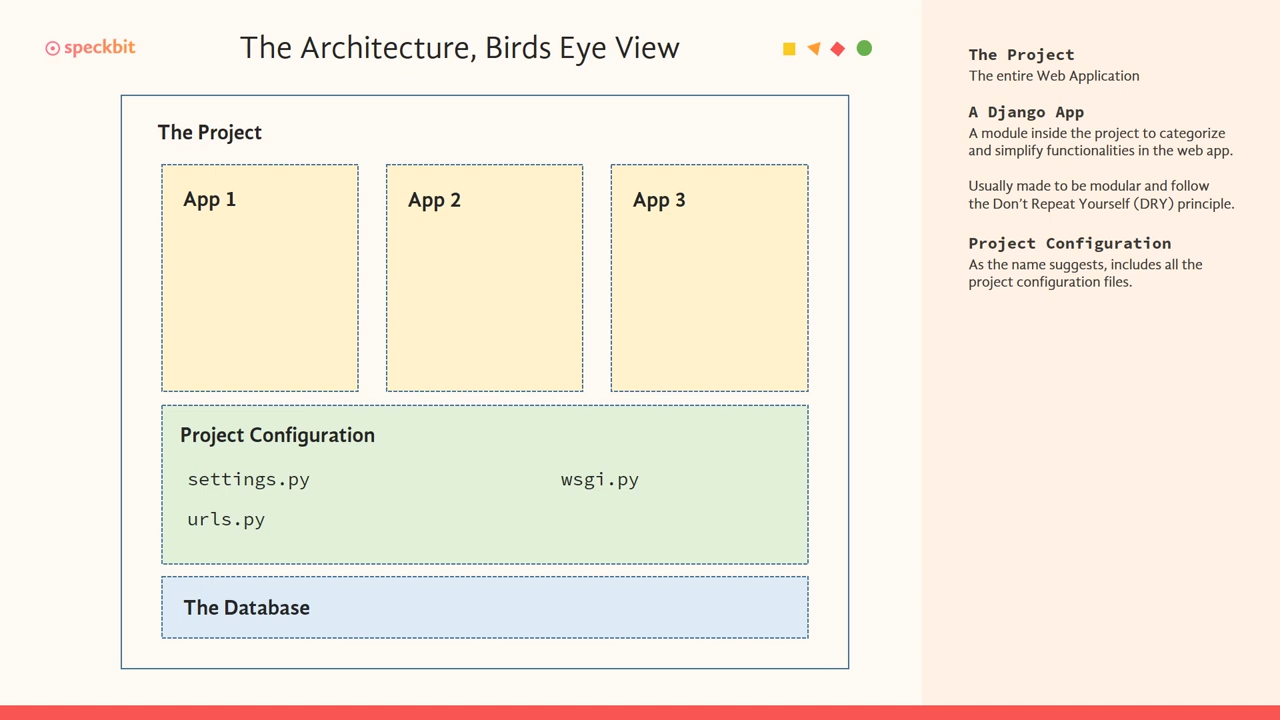 speckbit
The Architecture, Birds Eye View
The Project
App 1
App 2
App 3
Project Configuration
settings.py
wsgi.py
urls.py
The Database
The Project
The entire Web Application
A Django App
A module inside the project to categorize
and simplify functionalities in the web app.
Usually made to be modular and follow
the Don’t Repeat Yourself (DRY) principle.
Project Configuration
As the name suggests, includes all the
project configuration files.